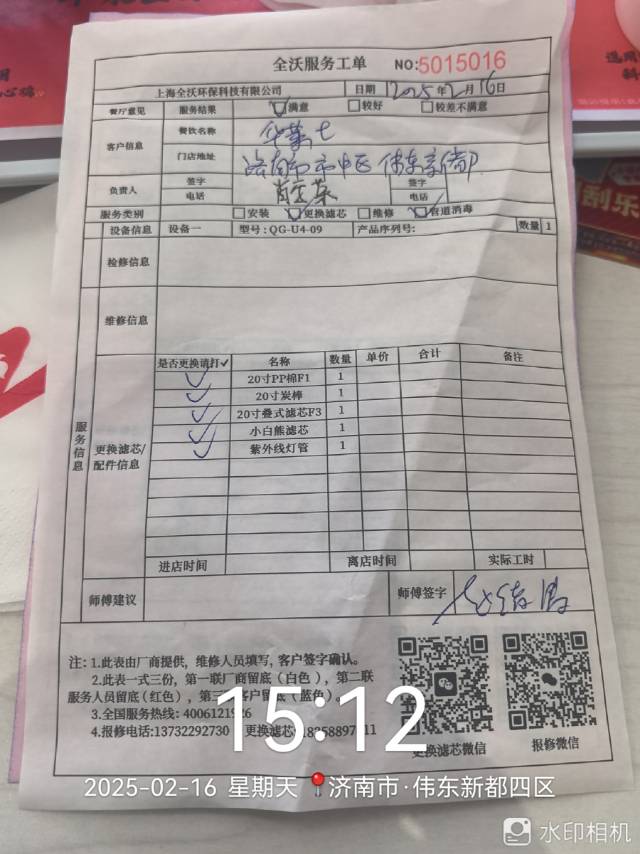 全沃服务工单 NO:5015016
上海全沃环保科技有限公司 日期 2025年2月16日
餐厅意见 服务结果 满意 较好 较差不满意
客户信息 餐饮名称 华莱士
门店地址 济南市市中区 伟东新都
负责人 签字 签字
电话 电话
服务类别 安装 更换滤芯 维修 管道消毒
设备信息 设备一 型号:QG-U4-09 产品序列号: 数量 1
检修信息
维修信息
服务信息
更换滤芯/配件信息
是否更换请打✓ 名称 数量 单价 合计 备注
✓ 20寸PP棉F1 1
✓ 20寸炭棒 1
✓ 20寸叠式滤芯F3 1
✓ 小白熊滤芯 1
✓ 紫外线灯管 1
进店时间 离店时间 实际工时
师傅建议 师傅签字
注: 1.此表由厂商提供，维修人员填写，客户签字确认。
2.此表一式三份，第一联厂商留底(白色)，第二联
服务人员留底(红色)，第三 客户留底(蓝色)
3.全国服务热线: 4006121926
4.报修电话:13732292730 更换滤芯
更换滤芯微信 报修微信
15:12
2025-02-16 星期天 济南市·伟东新都四区
水印相机